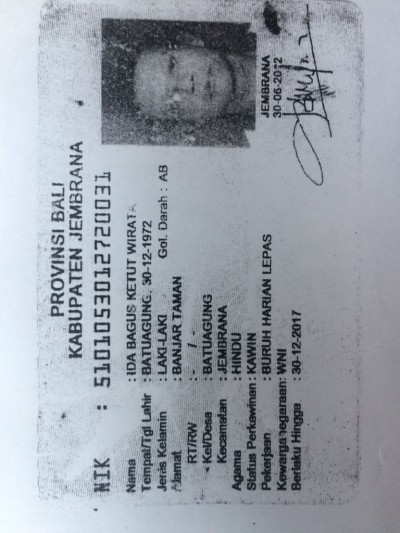 PROVINSI BALI
KABUPATEN JEMBRANA
NIK : 5101053012720031
Nama : IDA BAGUS KETUT WIRATA
Tempat/Tgl Lahir : BATUAGUNG, 30-12-1972
Jenis Kelamin : LAKI-LAKI Gol. Darah : AB
Alamat : BANJAR TAMAN
RT/RW : - / -
Kel/Desa : BATUAGUNG
Kecamatan : JEMBRANA
Agama : HINDU
Status Perkawinan : KAWIN
Pekerjaan : BURUH HARIAN LEPAS
Kewarganegaraan: WNI
Berlaku Hingga : 30-12-2017
JEMBRANA
30-06-2012